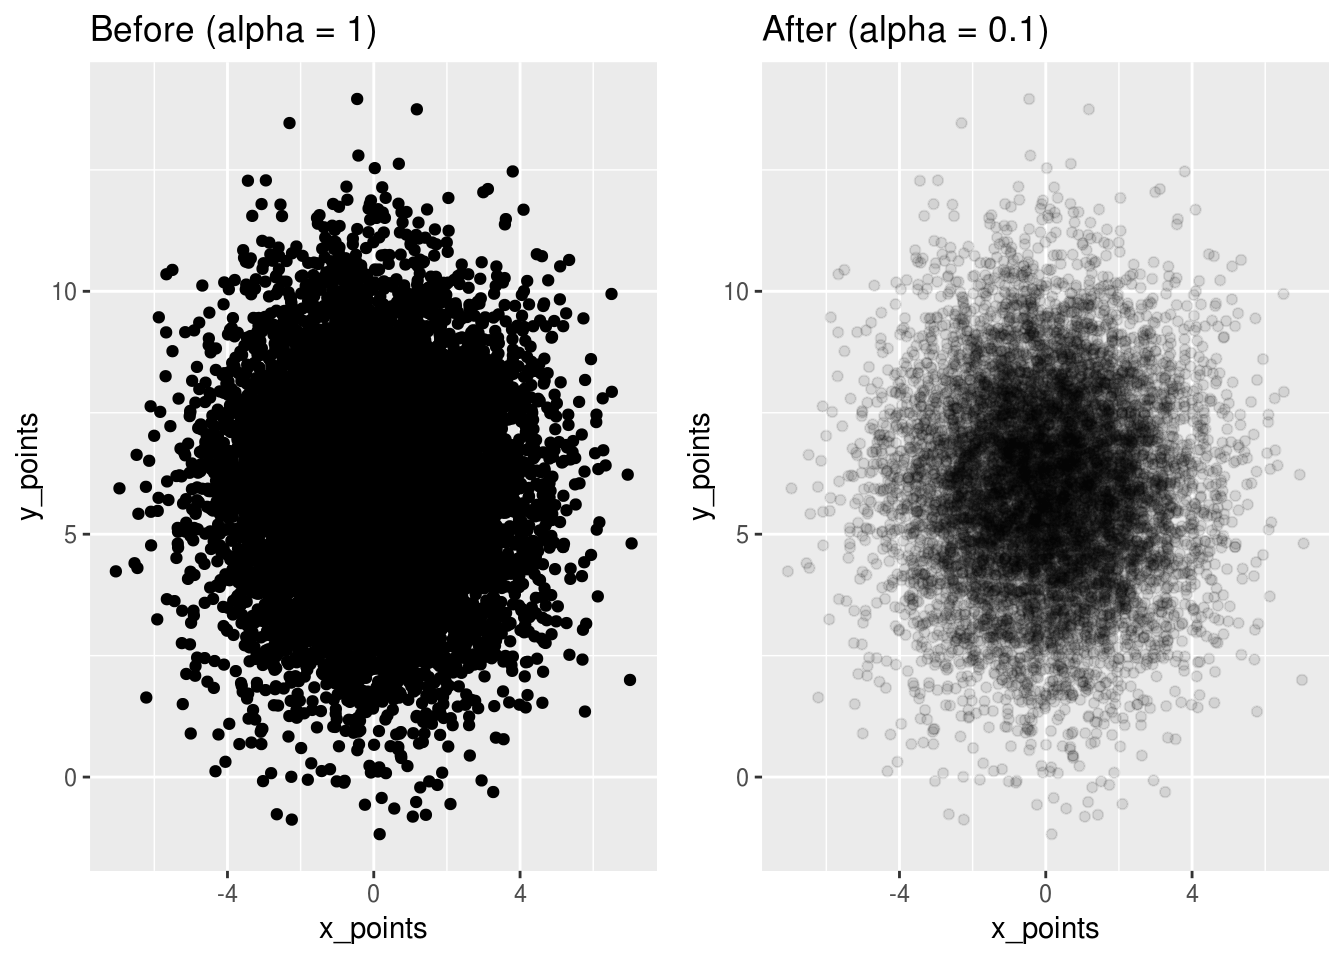 Before (alpha = 1)
y_points
10
5
0
-4
0
4
x_points
After (alpha = 0.1)
y_points
10
5
0
-4
0
4
x_points